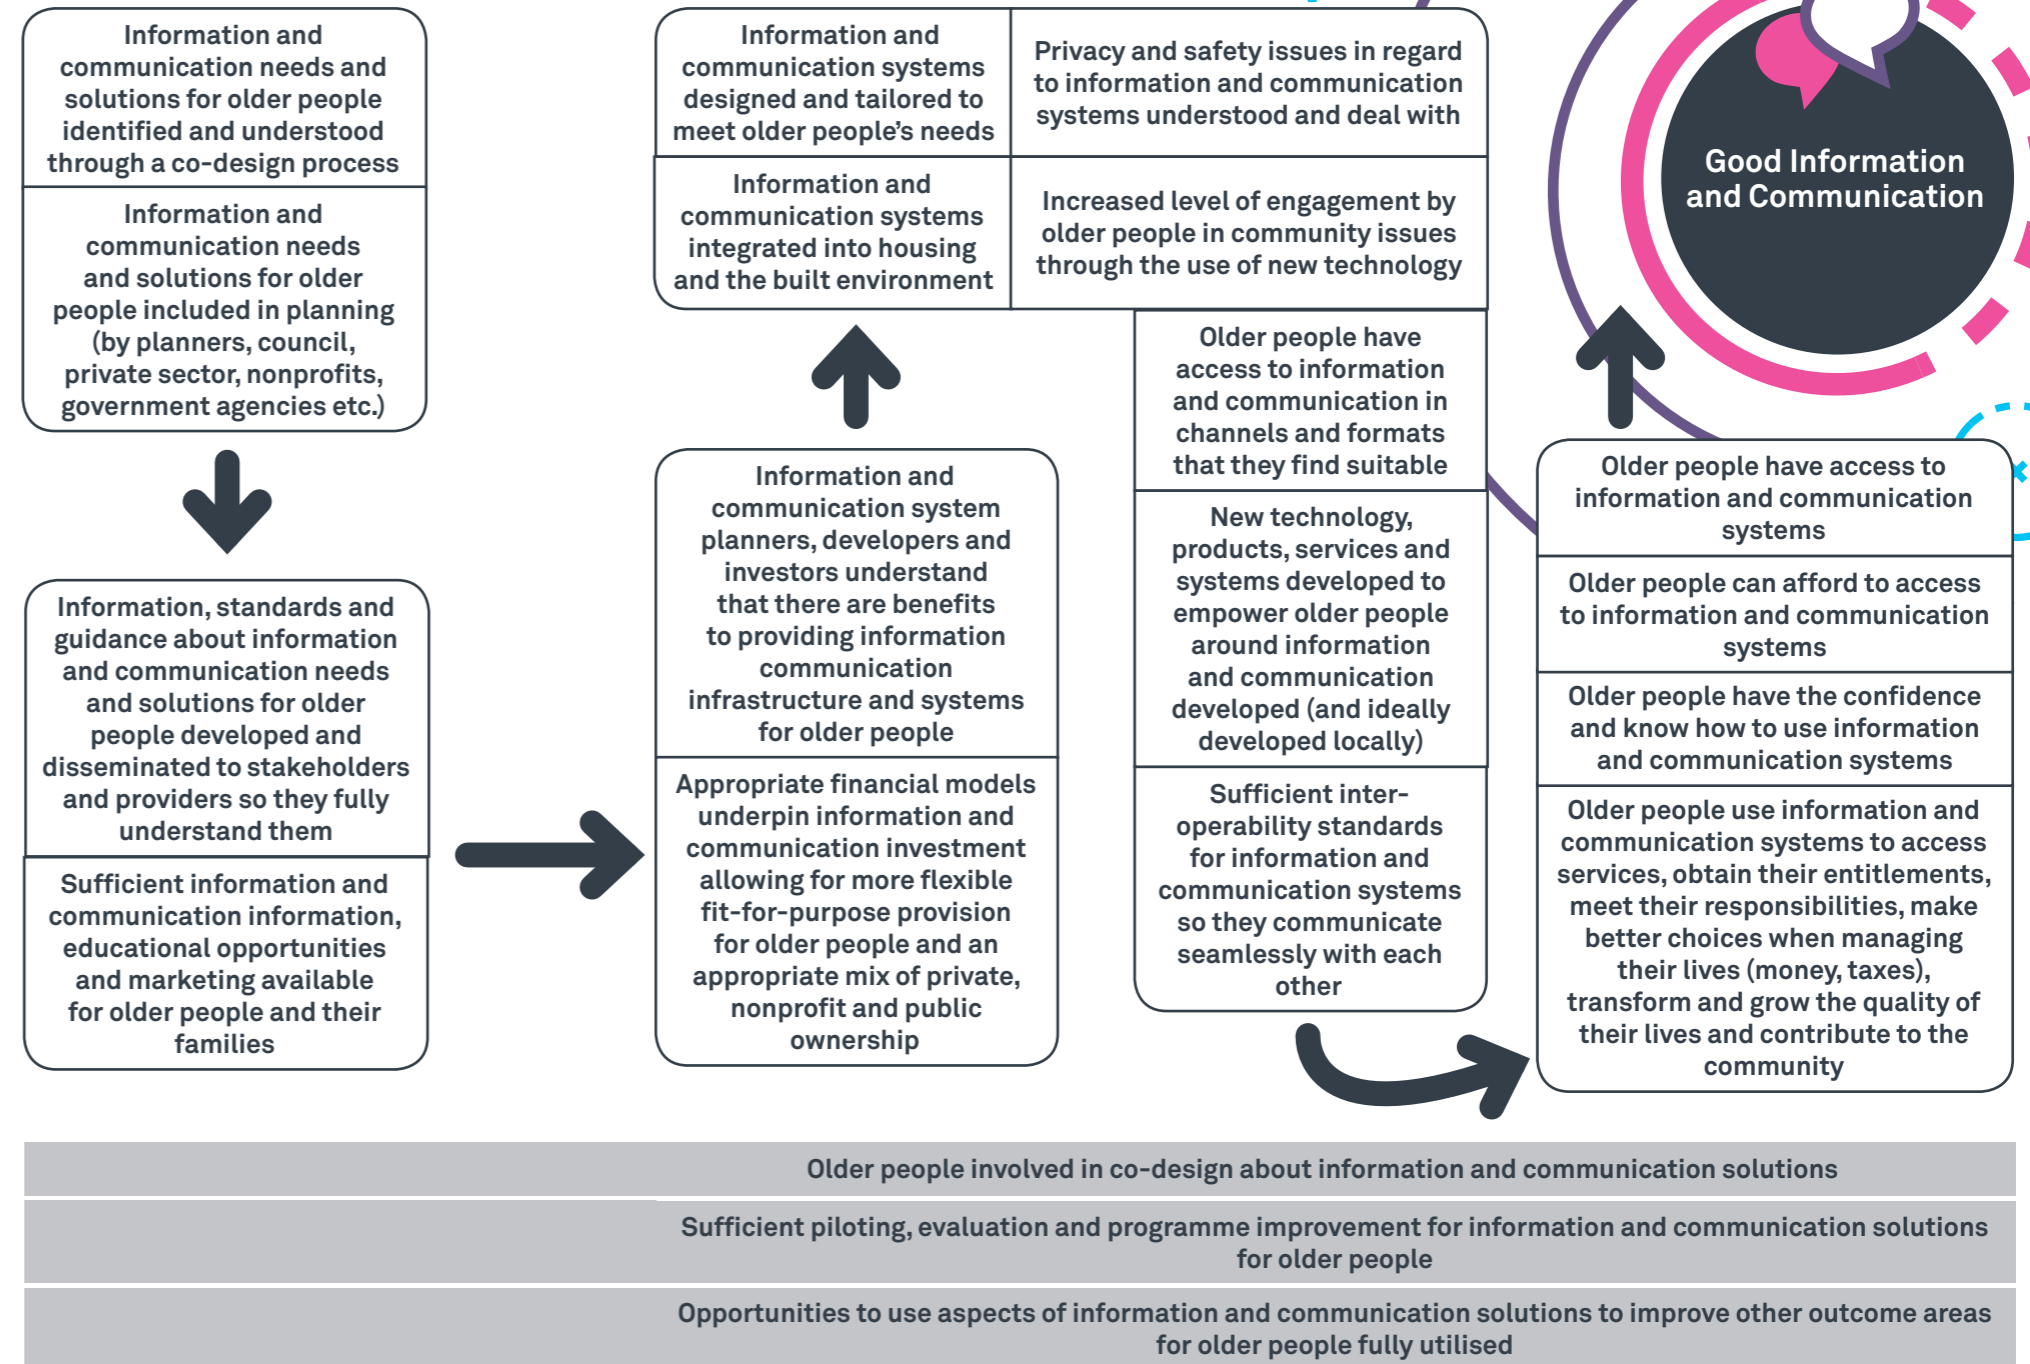 Information and
communication needs and
solutions for older people
identified and understood
through a co-design process
Information and
communication needs
and solutions for older
people included in planning
(by planners, council,
private sector, nonprofits,
government agencies etc.)
Information, standards and
guidance about information
and communication needs
and solutions for older
people developed and
disseminated to stakeholders
and providers so they fully
understand them
Sufficient information and
communication information,
educational opportunities
and marketing available
for older people and their
families
Information and
communication system
planners, developers and
investors understand
that there are benefits
to providing information
communication
infrastructure and systems
for older people
Appropriate financial models
underpin information and
communication investment
allowing for more flexible
fit-for-purpose provision
for older people and an
appropriate mix of private,
nonprofit and public
ownership
Information and
communication systems
designed and tailored to
meet older people's needs
Privacy and safety issues in regard
to information and communication
systems understood and deal with
Information and
communication systems
integrated into housing
and the built environment
Increased level of engagement by
older people in community issues
through the use of new technology
Older people have
access to information
and communication in
channels and formats
that they find suitable
New technology,
products, services and
systems developed to
empower older people
around information
and communication
developed (and ideally
developed locally)
Sufficient inter-
operability standards
for information and
communication systems
so they communicate
seamlessly with each
other
Older people have access to
information and communication
systems
Older people can afford to access
to information and communication
systems
Older people have the confidence
and know how to use information
and communication systems
Older people use information and
communication systems to access
services, obtain their entitlements,
meet their responsibilities, make
better choices when managing
their lives (money, taxes),
transform and grow the quality of
their lives and contribute to the
community
Good Information
and Communication
Older people involved in co-design about information and communication solutions
Sufficient piloting, evaluation and programme improvement for information and communication solutions
for older people
Opportunities to use aspects of information and communication solutions to improve other outcome areas
for older people fully utilised